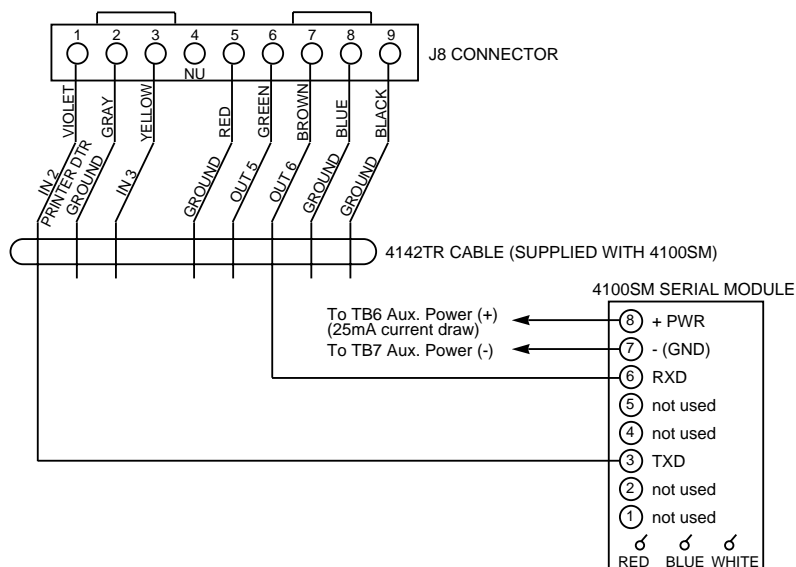 1 2 3 4 5 6 7 8 9
NU
J8 CONNECTOR
VIOLET
GRAY
YELLOW
RED
GREEN
BROWN
BLUE
BLACK
IN 2
PRINTER DTR
GROUND
IN 3
GROUND
OUT 5
OUT 6
GROUND
GROUND
4142TR CABLE (SUPPLIED WITH 4100SM)
4100SM SERIAL MODULE
To TB6 Aux. Power (+)
(25mA current draw)
To TB7 Aux. Power (-)
8 + PWR
7 - (GND)
6 RXD
5 not used
4 not used
3 TXD
2 not used
1 not used
RED BLUE WHITE